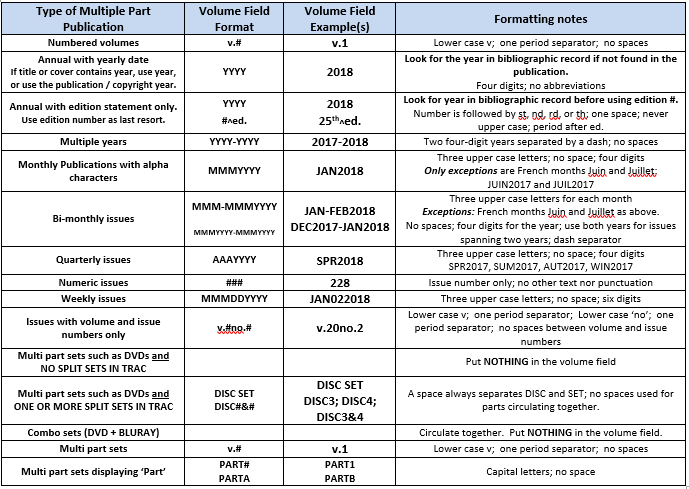 Type of Multiple Part
Publication
Volume Field
Format
Volume Field
Example(s)
Formatting notes
Numbered volumes
v.#
v.1
Lower case v;  one period separator;  no spaces
Annual with yearly date
If title or cover contains year, use year,
or use the publication / copyright year.
YYYY
2018
Look for the year in bibliographic record if not found in the
publication.
Four digits; no abbreviations
Annual with edition statement only.
Use edition number as last resort.
YYYY
#^ed.
2018
25th^ed.
Look for year in bibliographic record before using edition #.
Number is followed by st, nd, rd, or th; one space; never
upper case; period after ed.
Multiple years
YYYY-YYYY
2017-2018
Two four-digit years separated by a dash; no spaces
Monthly Publications with alpha
characters
MMMYYYY
JAN2018
Three upper case letters; no space; four digits
Only exceptions are French months Juin and Juillet;
JUIN2017 and JUIL2017
Bi-monthly issues
MMM-MMMYYYY
MMMYYYY-MMMYYYY
JAN-FEB2018
DEC2017-JAN2018
Three upper case letters for each month
Exceptions: French months Juin and Juillet as above.
No spaces; four digits for the year; use both years for issues
spanning two years; dash separator
Quarterly issues
AAAYYYY
SPR2018
Three upper case letters; no space; four digits
SPR2017, SUM2017, AUT2017, WIN2017
Numeric issues
###
228
Issue number only; no other text nor punctuation
Weekly issues
MMMDDYYYY
JAN022018
Three upper case letters; no space; six digits
Issues with volume and issue
numbers only
v.#no.#
v.20no.2
Lower case v;  one period separator;  Lower case 'no';  one
period separator; no spaces between volume and issue
numbers
Multi part sets such as DVDs and
NO SPLIT SETS IN TRAC
Put NOTHING in the volume field
Multi part sets such as DVDs and
ONE OR MORE SPLIT SETS IN TRAC
DISC SET
DISC#&#
DISC SET
DISC3; DISC4;
DISC3&4
A space always separates DISC and SET; no spaces used for
parts circulating together.
Combo sets (DVD + BLURAY)
Circulate together.  Put NOTHING in the volume field.
Multi part sets
v.#
v.1
Lower case v;  one period separator;  no spaces
Multi part sets displaying 'Part'
PART#
PARTA
PART1
PARTB
Capital letters; no space